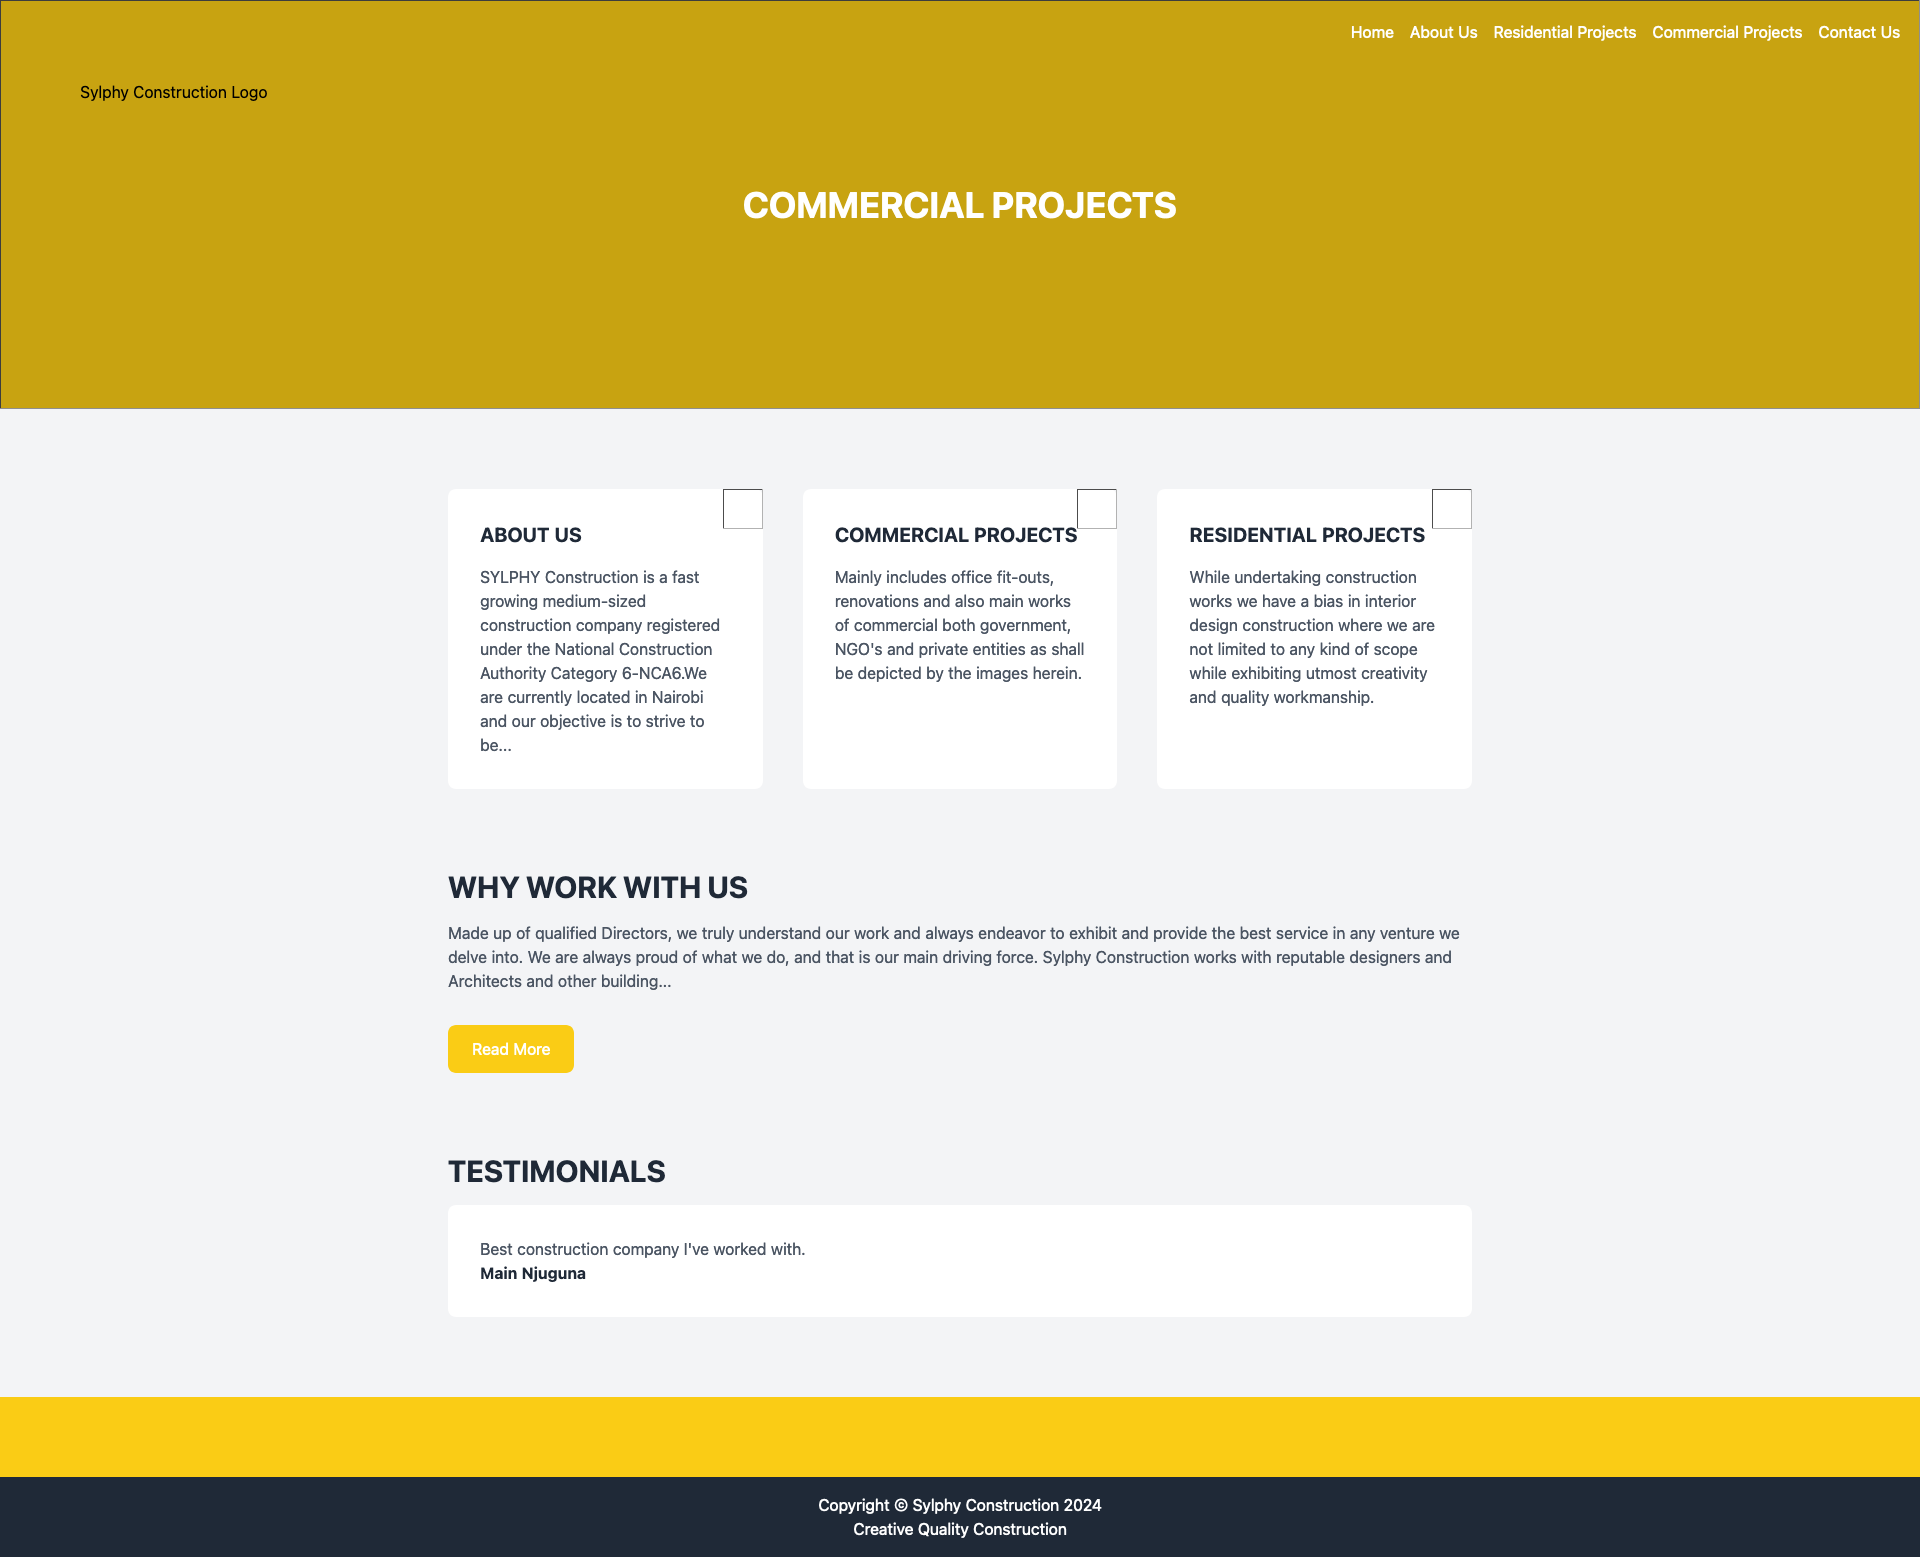 Home About Us Residential Projects Commercial Projects Contact Us
Sylphy Construction Logo
COMMERCIAL PROJECTS
ABOUT US
SYLPHY Construction is a fast
growing medium-sized
construction company registered
under the National Construction
Authority Category 6-NCA6.We
are currently located in Nairobi
and our objective is to strive to
be...
COMMERCIAL PROJECTS
Mainly includes office fit-outs,
renovations and also main works
of commercial both government,
NGO's and private entities as shall
be depicted by the images herein.
RESIDENTIAL PROJECTS
While undertaking construction
works we have a bias in interior
design construction where we are
not limited to any kind of scope
while exhibiting utmost creativity
and quality workmanship.
WHY WORK WITH US
Made up of qualified Directors, we truly understand our work and always endeavor to exhibit and provide the best service in any venture we
delve into. We are always proud of what we do, and that is our main driving force. Sylphy Construction works with reputable designers and
Architects and other building...
Read More
TESTIMONIALS
Best construction company I've worked with.
Main Njuguna
Copyright © Sylphy Construction 2024
Creative Quality Construction